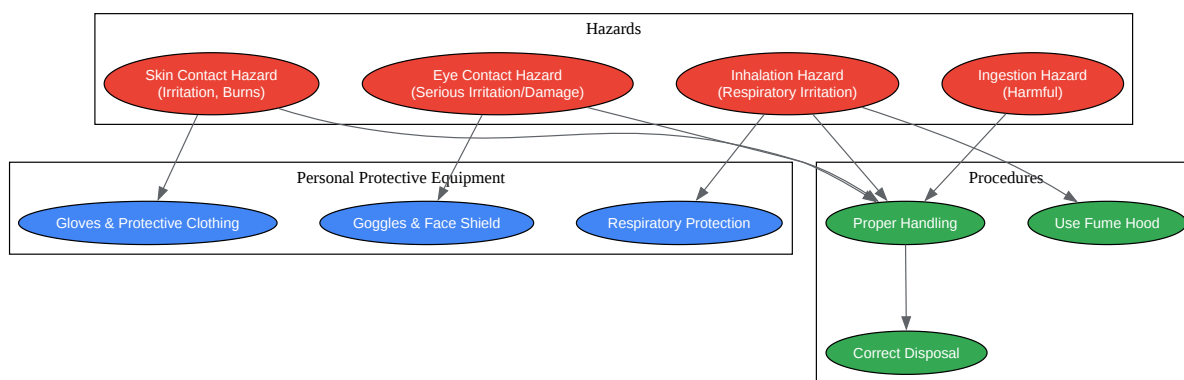 Hazards
Skin Contact Hazard
(Irritation, Burns)
Eye Contact Hazard
(Serious Irritation/Damage)
Inhalation Hazard
(Respiratory Irritation)
Ingestion Hazard
(Harmful)
Personal Protective Equipment
Gloves & Protective Clothing
Goggles & Face Shield
Respiratory Protection
Procedures
Proper Handling
Use Fume Hood
Correct Disposal